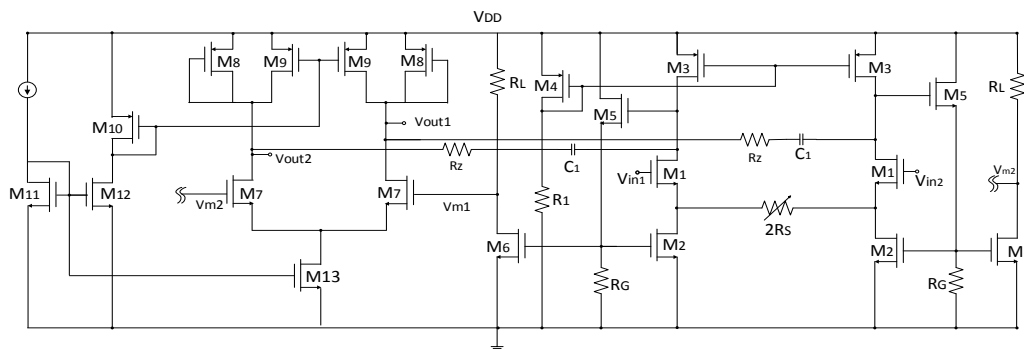 VDD
M8
M9
M9
M8
RL
M4
M5
M3
M3
M5
RL
M10
Vout1
Vout2
Rz
C1
Rz
C1
M11
M12
Vm2
M7
M7
Vm1
Vin1
M1
R1
M1
Vin2
Vm2
2Rs
M13
M6
M2
M2
M
RG
RG